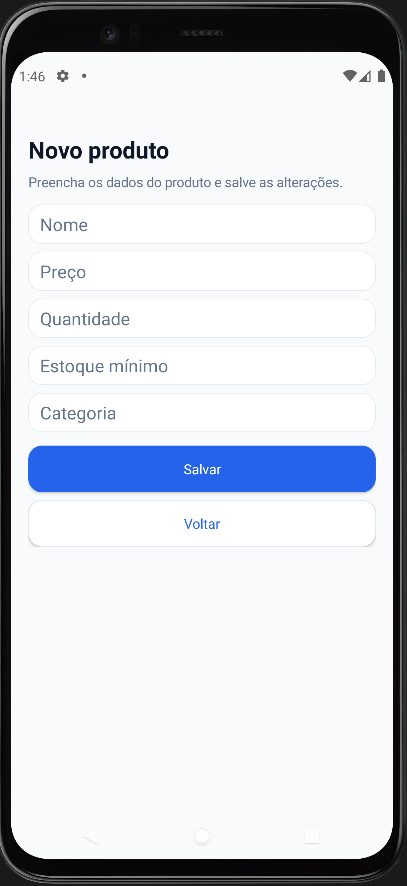 1:46
Novo produto
Preencha os dados do produto e salve as alterações.
Nome
Preço
Quantidade
Estoque mínimo
Categoria
Salvar
Voltar